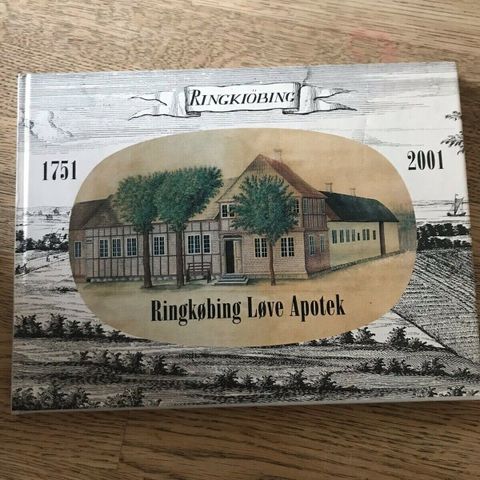 RINGKIÖBING
1751
2001
Ringkøbing Løve Apotek